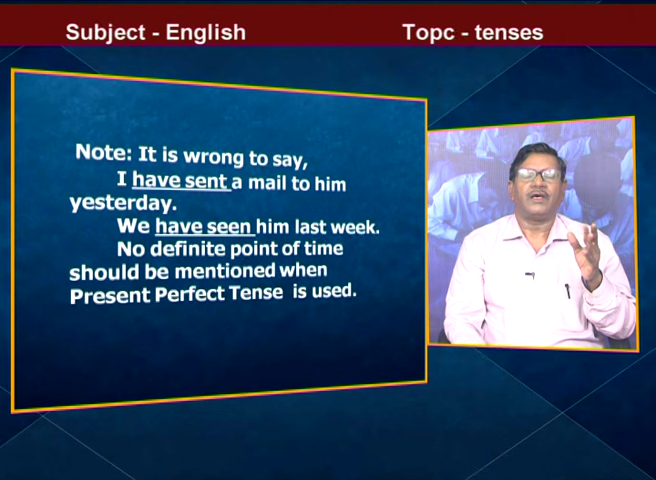 Subject - English
Topc - tenses
Note: It is wrong to say,
I have sent a mail to him
yesterday.
We have seen him last week.
No definite point of time
should be mentioned when
Present Perfect Tense is used.